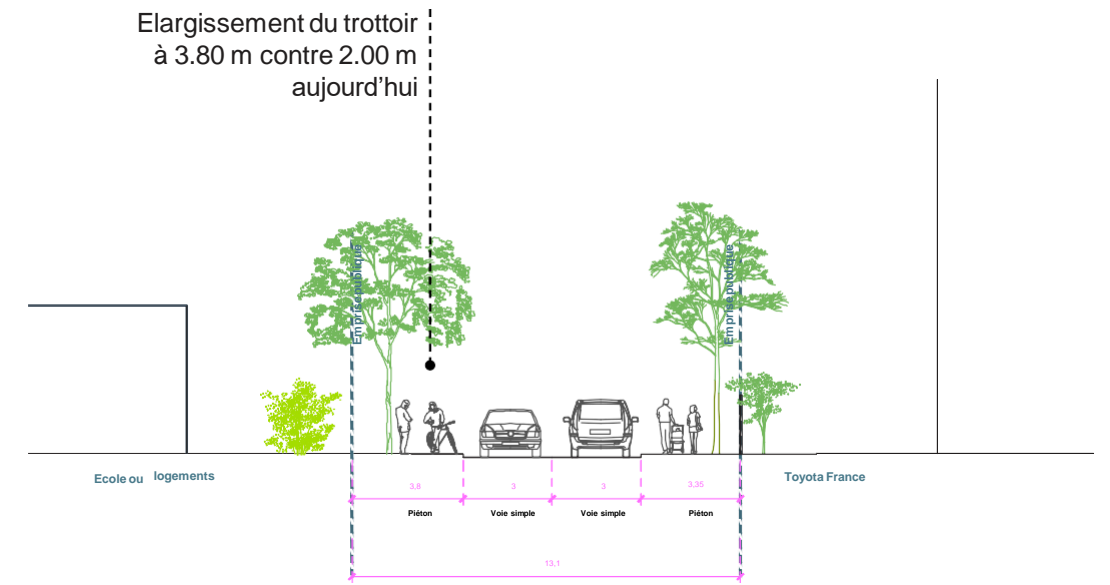 Elargissement du trottoir
à 3.80 m contre 2.00 m
aujourd'hui
Emprise publique
Emprise publique
Ecole ou logements
Toyota France
3,8
3
3
3,35
Piéton
Voie simple
Voie simple
Piéton
13,1